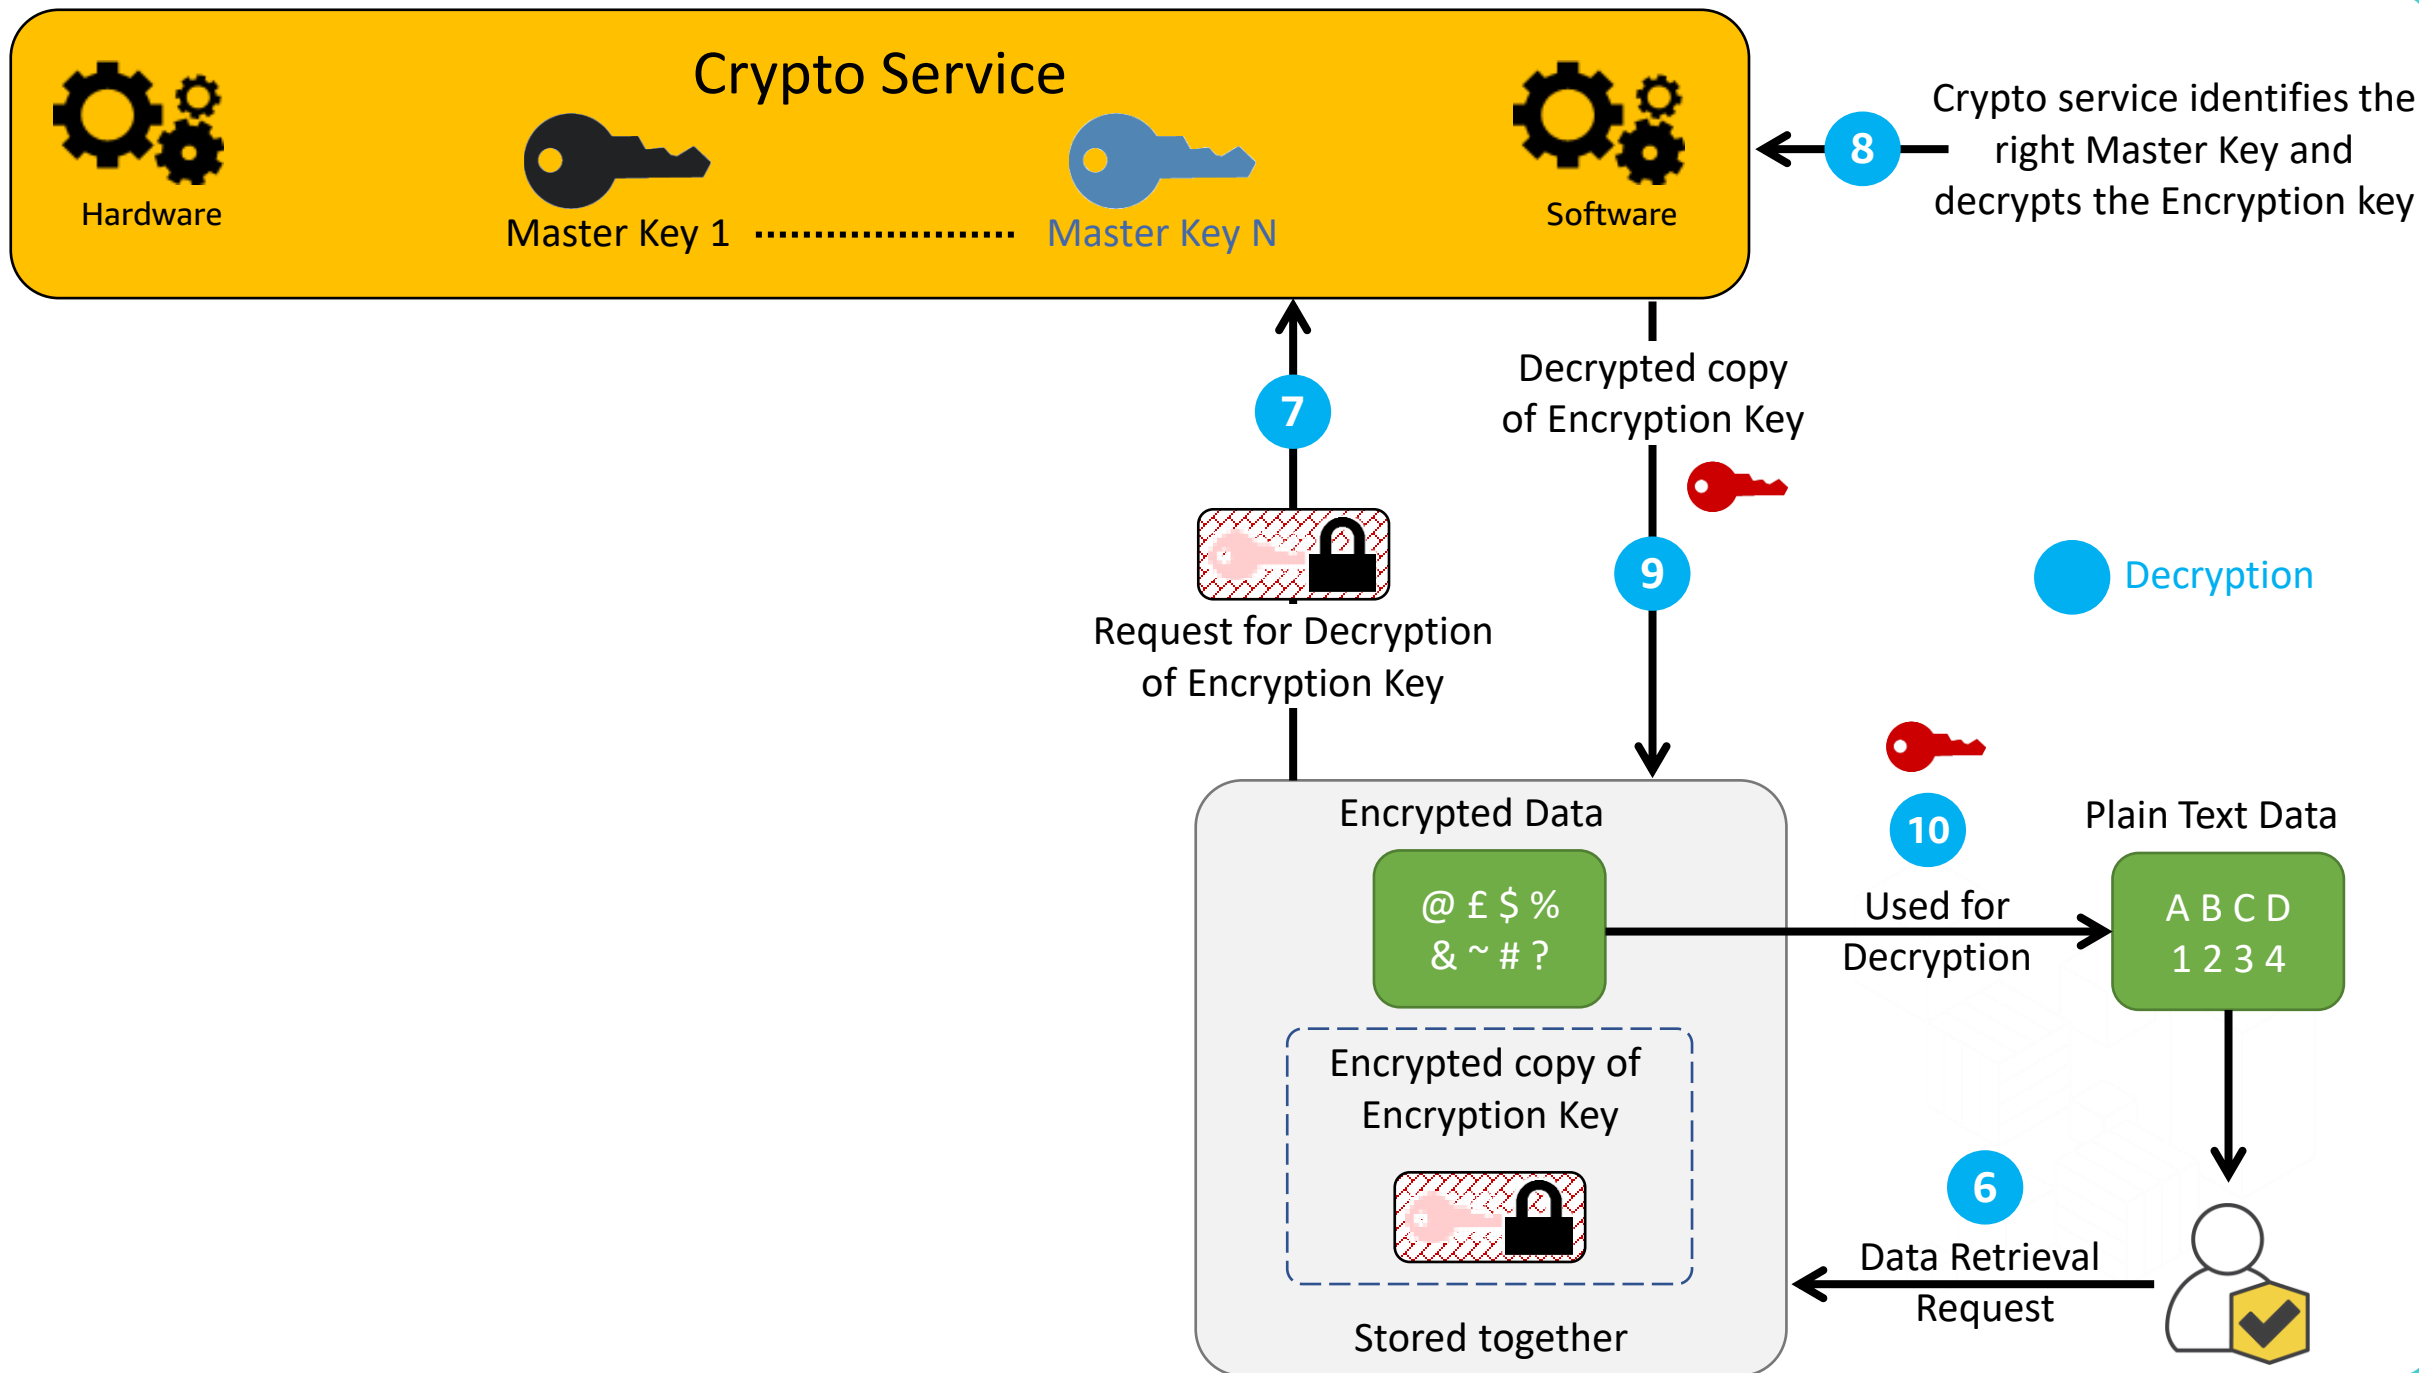 Crypto Service
Hardware
Master Key 1
Master Key N
Software
8
Crypto service identifies the
right Master Key and
decrypts the Encryption key
7
Request for Decryption
of Encryption Key
Decrypted copy
of Encryption Key
9
Decryption
Encrypted Data
@ £ $ %
& ~ # ?
Encrypted copy of
Encryption Key
Stored together
10
Used for
Decryption
Plain Text Data
A B C D
1 2 3 4
6
Data Retrieval
Request